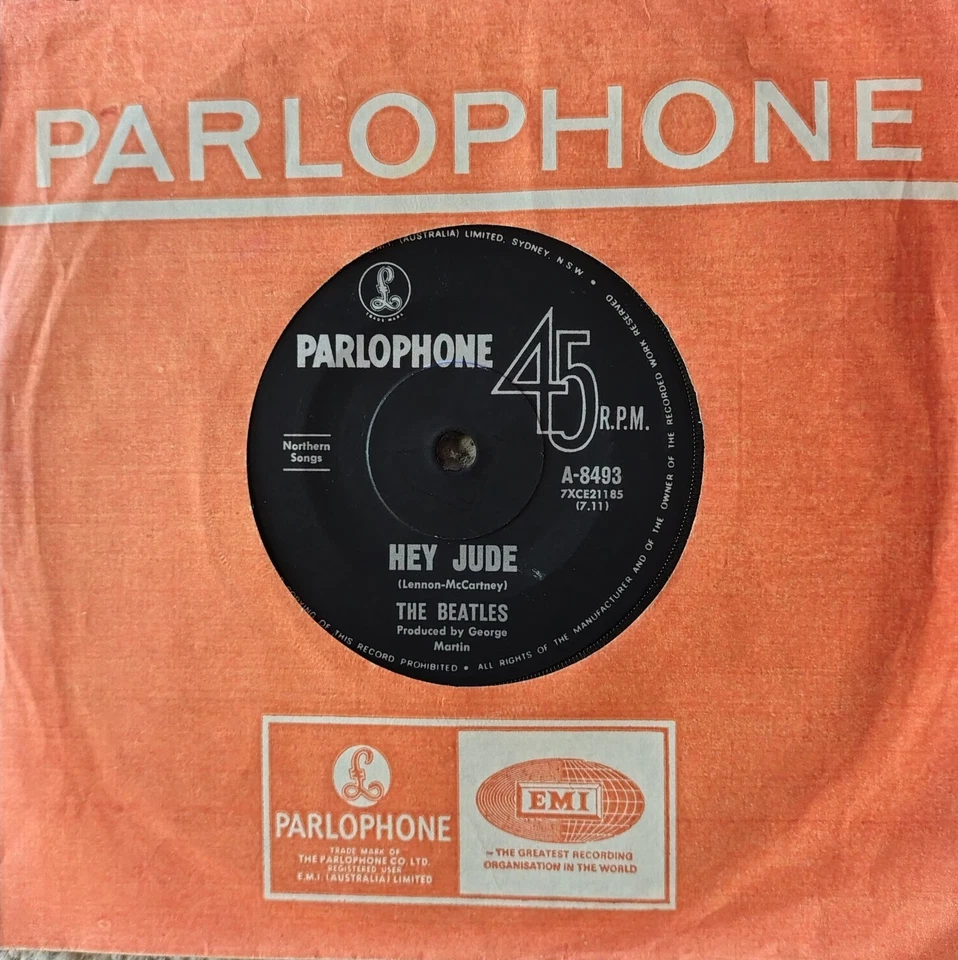 PARLOPHONE
(AUSTRALIA) LIMITED, SYDNEY, N S W •
RESERVED
WORK
RECORDED
THE
OF
OWNER
THE
OF
AND
MANUFACTURER
THE
OF
ALL RIGHTS
•
OF THIS RECORD PROHIBITED
£
TRADE MARK
PARLOPHONE
45
R.P.M.
Northern
Songs
A-8493
7XCE21185
(7.11)
HEY JUDE
(Lennon-McCartney)
THE BEATLES
Produced by George
Martin
£
PARLOPHONE
TRADE MARK OF
THE PARLOPHONE CO. LTD.
REGISTERED USER
E.M.I. (AUSTRALIA) LIMITED
EMI
—THE GREATEST RECORDING
ORGANISATION IN THE WORLD